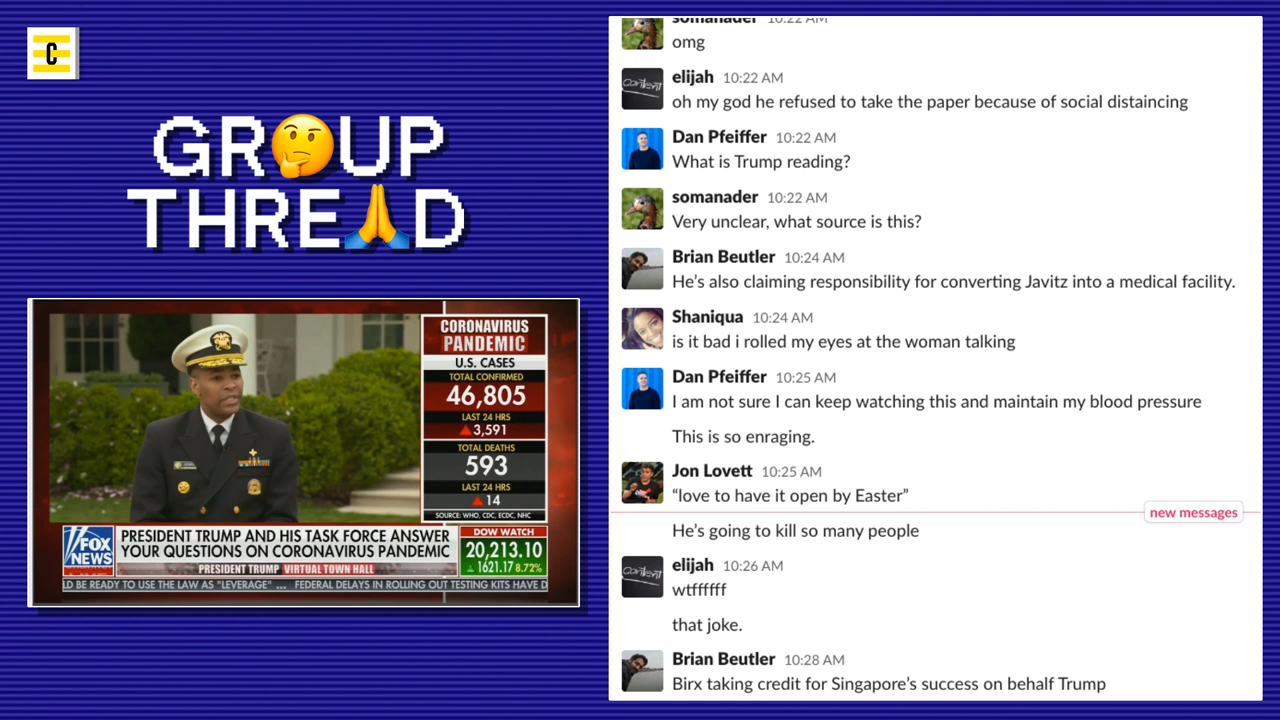 C
GR🤔UP
THRE🙏D
CORONAVIRUS
PANDEMIC
U.S. CASES
TOTAL CONFIRMED
46,805
LAST 24 HRS
▲3,591
TOTAL DEATHS
593
LAST 24 HRS
▲14
SOURCE: WHO, CDC, ECDC, NHC
FOX
NEWS
PRESIDENT TRUMP AND HIS TASK FORCE ANSWER
YOUR QUESTIONS ON CORONAVIRUS PANDEMIC
PRESIDENT TRUMP VIRTUAL TOWN HALL
DOW WATCH
20,213.10
▲ 1621.17 8.72%
LD BE READY TO USE THE LAW AS "LEVERAGE" ... FEDERAL DELAYS IN ROLLING OUT TESTING KITS HAVE D
somanader 10:22 AM
omg
elijah 10:22 AM
oh my god he refused to take the paper because of social distaincing
Dan Pfeiffer 10:22 AM
What is Trump reading?
somanader 10:22 AM
Very unclear, what source is this?
Brian Beutler 10:24 AM
He's also claiming responsibility for converting Javitz into a medical facility.
Shaniqua 10:24 AM
is it bad i rolled my eyes at the woman talking
Dan Pfeiffer 10:25 AM
I am not sure I can keep watching this and maintain my blood pressure
This is so enraging.
Jon Lovett 10:25 AM
“love to have it open by Easter”
new messages
He's going to kill so many people
elijah 10:26 AM
content
wtffffff
that joke.
Brian Beutler 10:28 AM
Birx taking credit for Singapore's success on behalf Trump